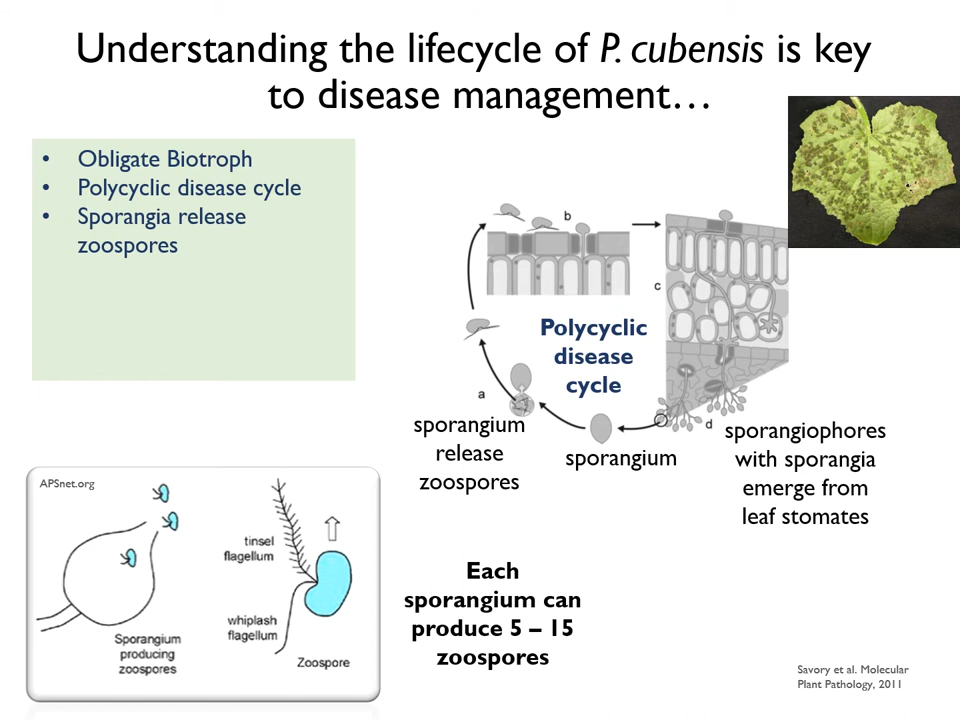 Understanding the lifecycle of P. cubensis is key
to disease management…
• Obligate Biotroph
• Polycyclic disease cycle
• Sporangia release
zoospores
b
c
Polycyclic
disease
cycle
a
d
sporangium
release
zoospores
sporangium
sporangiophores
with sporangia
emerge from
leaf stomates
APSnet.org
tinsel
flagellum
whiplash
flagellum
Sporangium
producing
zoospores
Zoospore
Each
sporangium can
produce 5 – 15
zoospores
Savory et al. Molecular
Plant Pathology, 2011